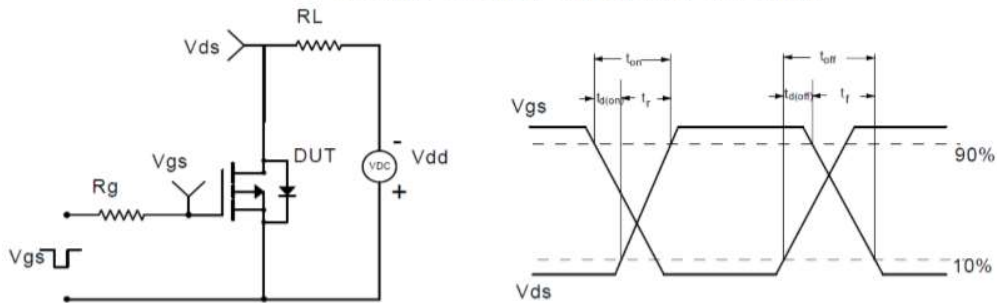 RL
Vds
Vgs
DUT
Rg
VDC
-
Vdd
+
Vgs
ton
toff
td(on)
tr
td(off)
tf
Vgs
90%
10%
Vds